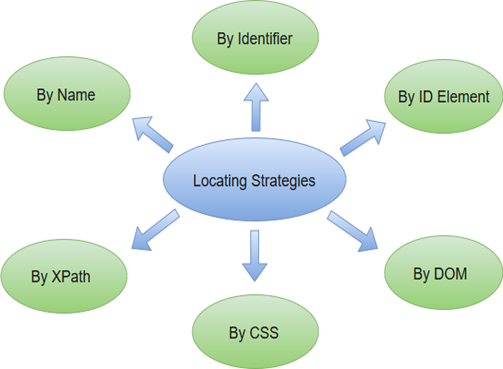 By Identifier
By Name
By ID Element
Locating Strategies
By XPath
By DOM
By CSS